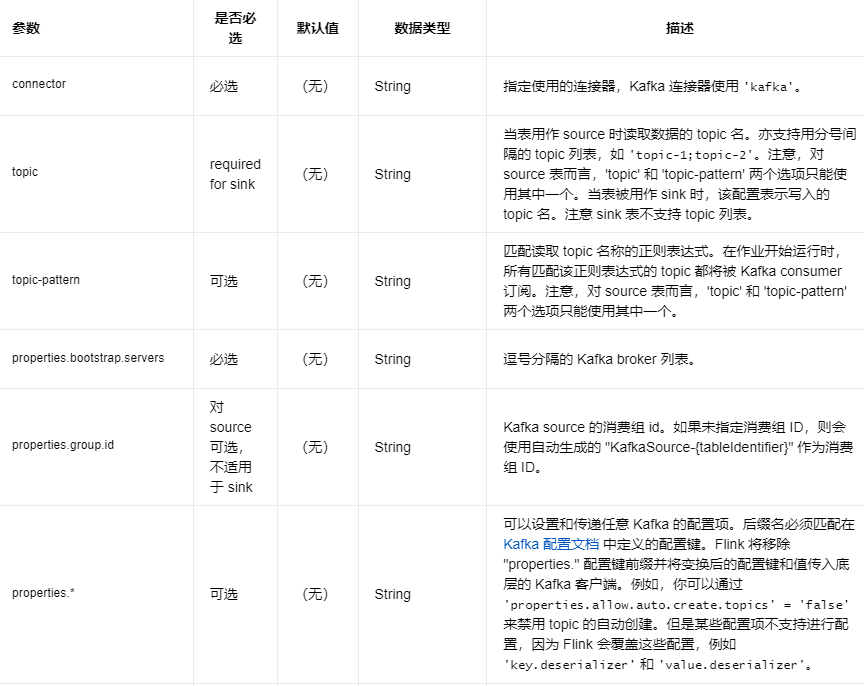 参数 是否必选 默认值 数据类型 描述
connector 必选 （无） String 指定使用的连接器，Kafka 连接器使用 'kafka'。
topic required for sink （无） String 当表用作 source 时读取数据的 topic 名。亦支持用分号间
隔的 topic 列表，如 'topic-1;topic-2'。注意，对
source 表而言，'topic' 和 'topic-pattern' 两个选项只能使
用其中一个。当表被用作 sink 时，该配置表示写入的
topic 名。注意 sink 表不支持 topic 列表。
topic-pattern 可选 （无） String 匹配读取 topic 名称的正则表达式。在作业开始运行时，
所有匹配该正则表达式的 topic 都将被 Kafka consumer
订阅。注意，对 source 表而言，'topic' 和 'topic-pattern'
两个选项只能使用其中一个。
properties.bootstrap.servers 必选 （无） String 逗号分隔的 Kafka broker 列表。
properties.group.id 对 source 可选，不适用于 sink （无） String Kafka source 的消费组 id。如果未指定消费组 ID，则会
使用自动生成的 "KafkaSource-{tableIdentifier}" 作为消费
组 ID。
properties.* 可选 （无） String 可以设置和传递任意 Kafka 的配置项。后缀名必须匹配在
Kafka 配置文档 中定义的配置键。Flink 将移除
"properties." 配置键前缀并将变换后的配置键和值传入底
层的 Kafka 客户端。例如，你可以通过
'properties.allow.auto.create.topics' = 'false'
来禁用 topic 的自动创建。但是某些配置项不支持进行配
置，因为 Flink 会覆盖这些配置，例如
'key.deserializer' 和 'value.deserializer'。